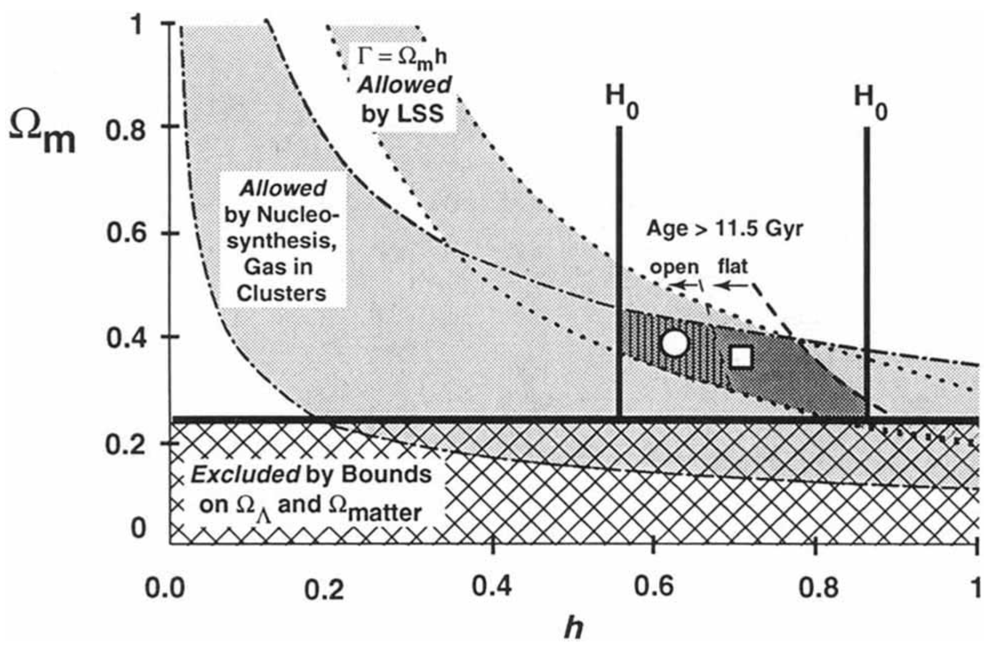 1
Γ = Ωmh
Allowed
by LSS
H0
H0
Ωm
0.8
Allowed
by Nucleo-
synthesis,
Gas in
Clusters
Age > 11.5 Gyr
0.6
open
flat
0.4
0.2
Excluded by Bounds
on ΩΛ and Ωmatter
0
0.0
0.2
0.4
0.6
0.8
1
h